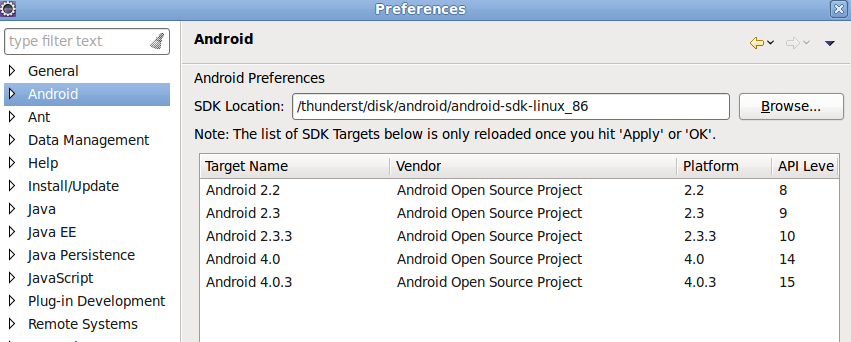 Preferences
type filter text
General
Android
Ant
Data Management
Help
Install/Update
Java
Java EE
Java Persistence
JavaScript
Plug-in Development
Remote Systems
Android
Android Preferences
SDK Location: /thunderst/disk/android/android-sdk-linux_86 Browse...
Note: The list of SDK Targets below is only reloaded once you hit 'Apply' or 'OK'.
Target Name Vendor Platform API Leve
Android 2.2 Android Open Source Project 2.2 8
Android 2.3 Android Open Source Project 2.3 9
Android 2.3.3 Android Open Source Project 2.3.3 10
Android 4.0 Android Open Source Project 4.0 14
Android 4.0.3 Android Open Source Project 4.0.3 15